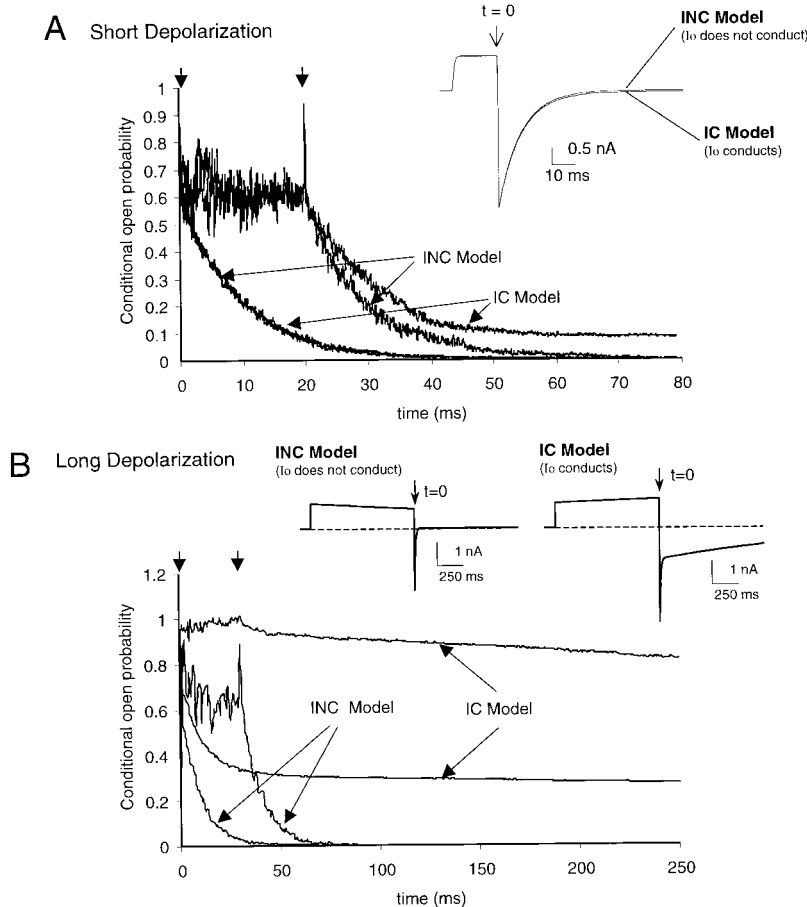 A Short Depolarization
t = 0
INC Model
(Io does not conduct)
IC Model
(Io conducts)
0.5 nA
10 ms
Conditional open probability
1
0.9
0.8
0.7
0.6
0.5
0.4
0.3
0.2
0.1
0
INC Model
IC Model
0 10 20 30 40 50 60 70 80
time (ms)
B Long Depolarization
INC Model
(Io does not conduct)
t=0
1 nA
250 ms
IC Model
(Io conducts)
t=0
1 nA
250 ms
Conditional open probability
1.2
1
0.8
0.6
0.4
0.2
0
INC Model
IC Model
0 50 100 150 200 250
time (ms)